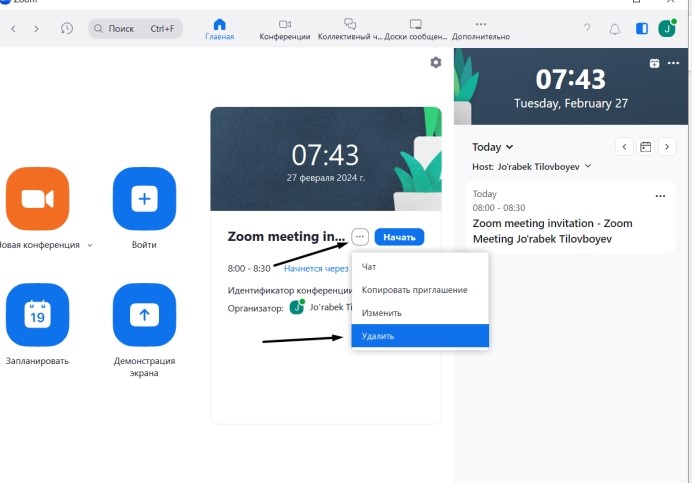 Zoom
Поиск Ctrl+F
Главная
Конференции
Коллективный ч...
Доски сообщен...
Дополнительно
J
07:43
27 февраля 2024 г.
07:43
Tuesday, February 27
Today
Host: Jo'rabek Tilovboyev
Today
08:00 - 08:30
Zoom meeting invitation - Zoom
Meeting Jo'rabek Tilovboyev
Новая конференция
Войти
19
Запланировать
Демонстрация
экрана
Zoom meeting in...
Начать
8:00 - 8:30 Начнется через
Идентификатор конференции
Организатор: J Jo'rabek Ti
Чат
Копировать приглашение
Изменить
Удалить